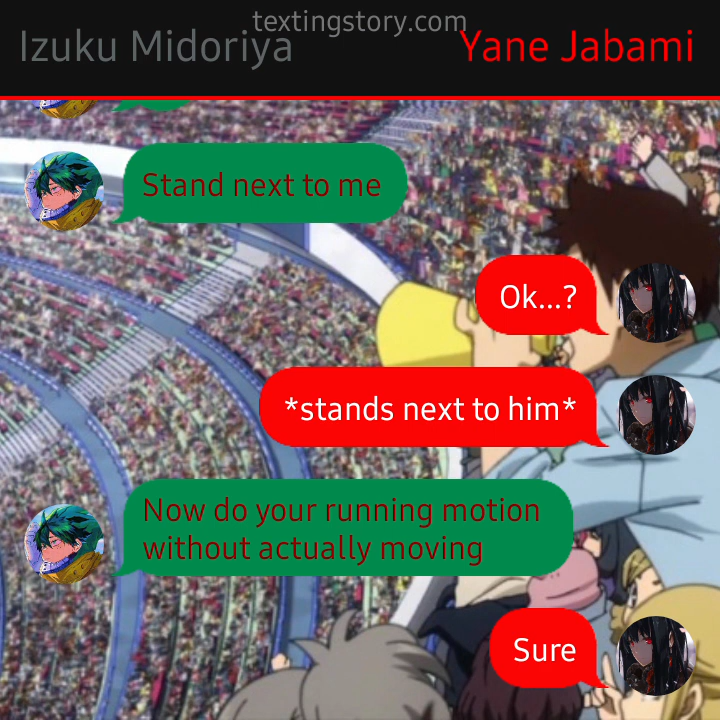 textingstory.com
Izuku Midoriya
Yane Jabami
Stand next to me
Ok...?
*stands next to him*
Now do your running motion
without actually moving
Sure